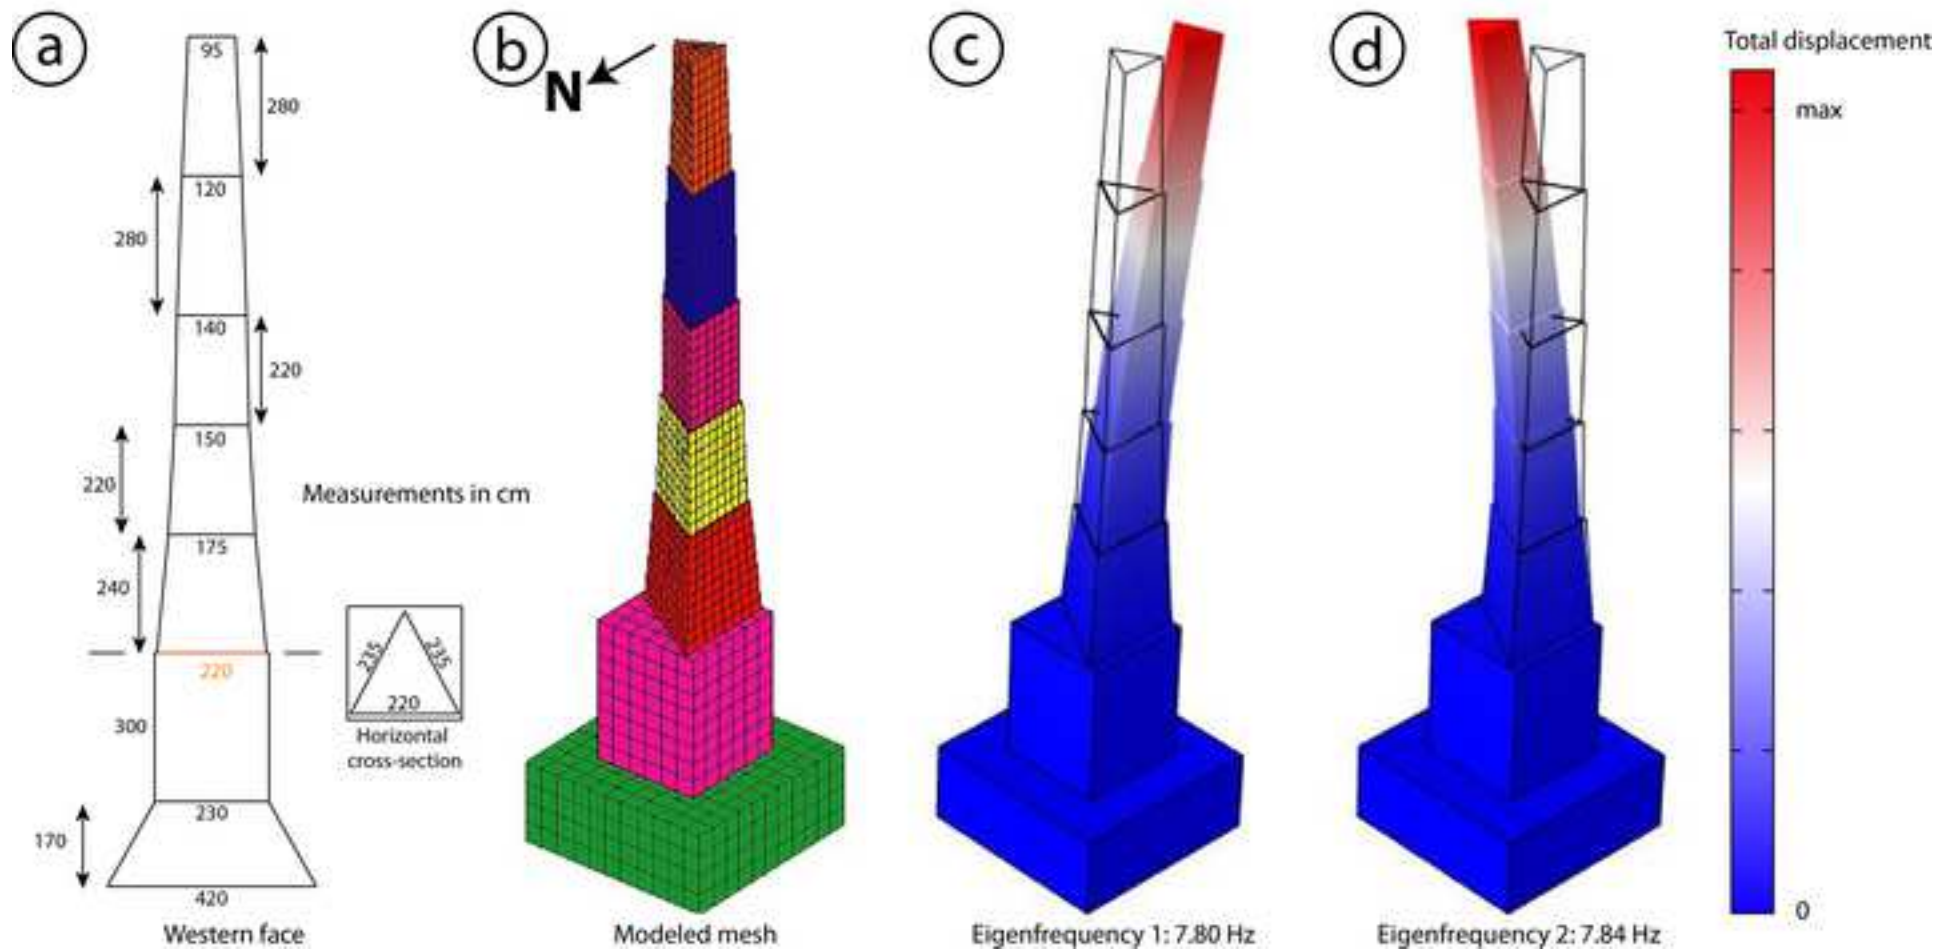 a
95
280
120
280
140
220
150
220
Measurements in cm
175
240
220
300
230
170
420
Western face
235
235
220
Horizontal
cross-section
b
N
Modeled mesh
c
Eigenfrequency 1: 7.80 Hz
d
Eigenfrequency 2: 7.84 Hz
Total displacement
max
0